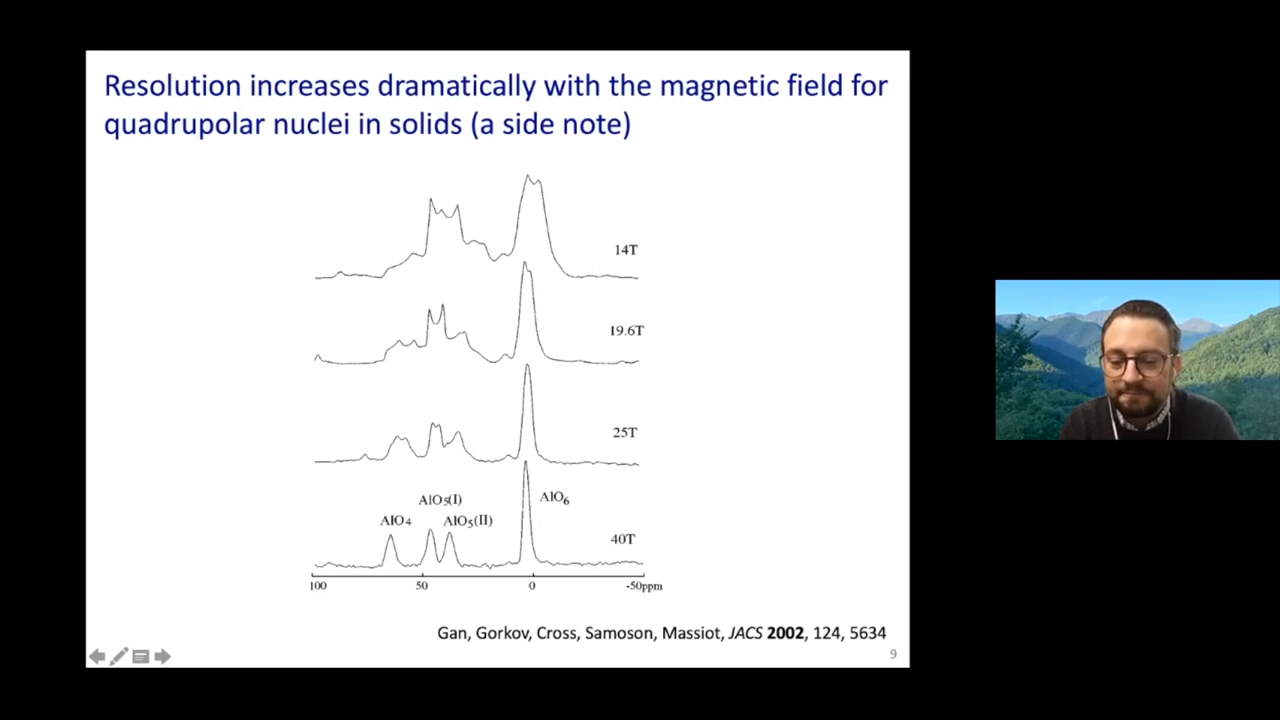 Resolution increases dramatically with the magnetic field for
quadrupolar nuclei in solids (a side note)
14T
19.6T
25T
AlO5(I)
AlO4
AlO5(II)
AlO6
40T
100
50
0
-50ppm
Gan, Gorkov, Cross, Samoson, Massiot, JACS 2002, 124, 5634
9